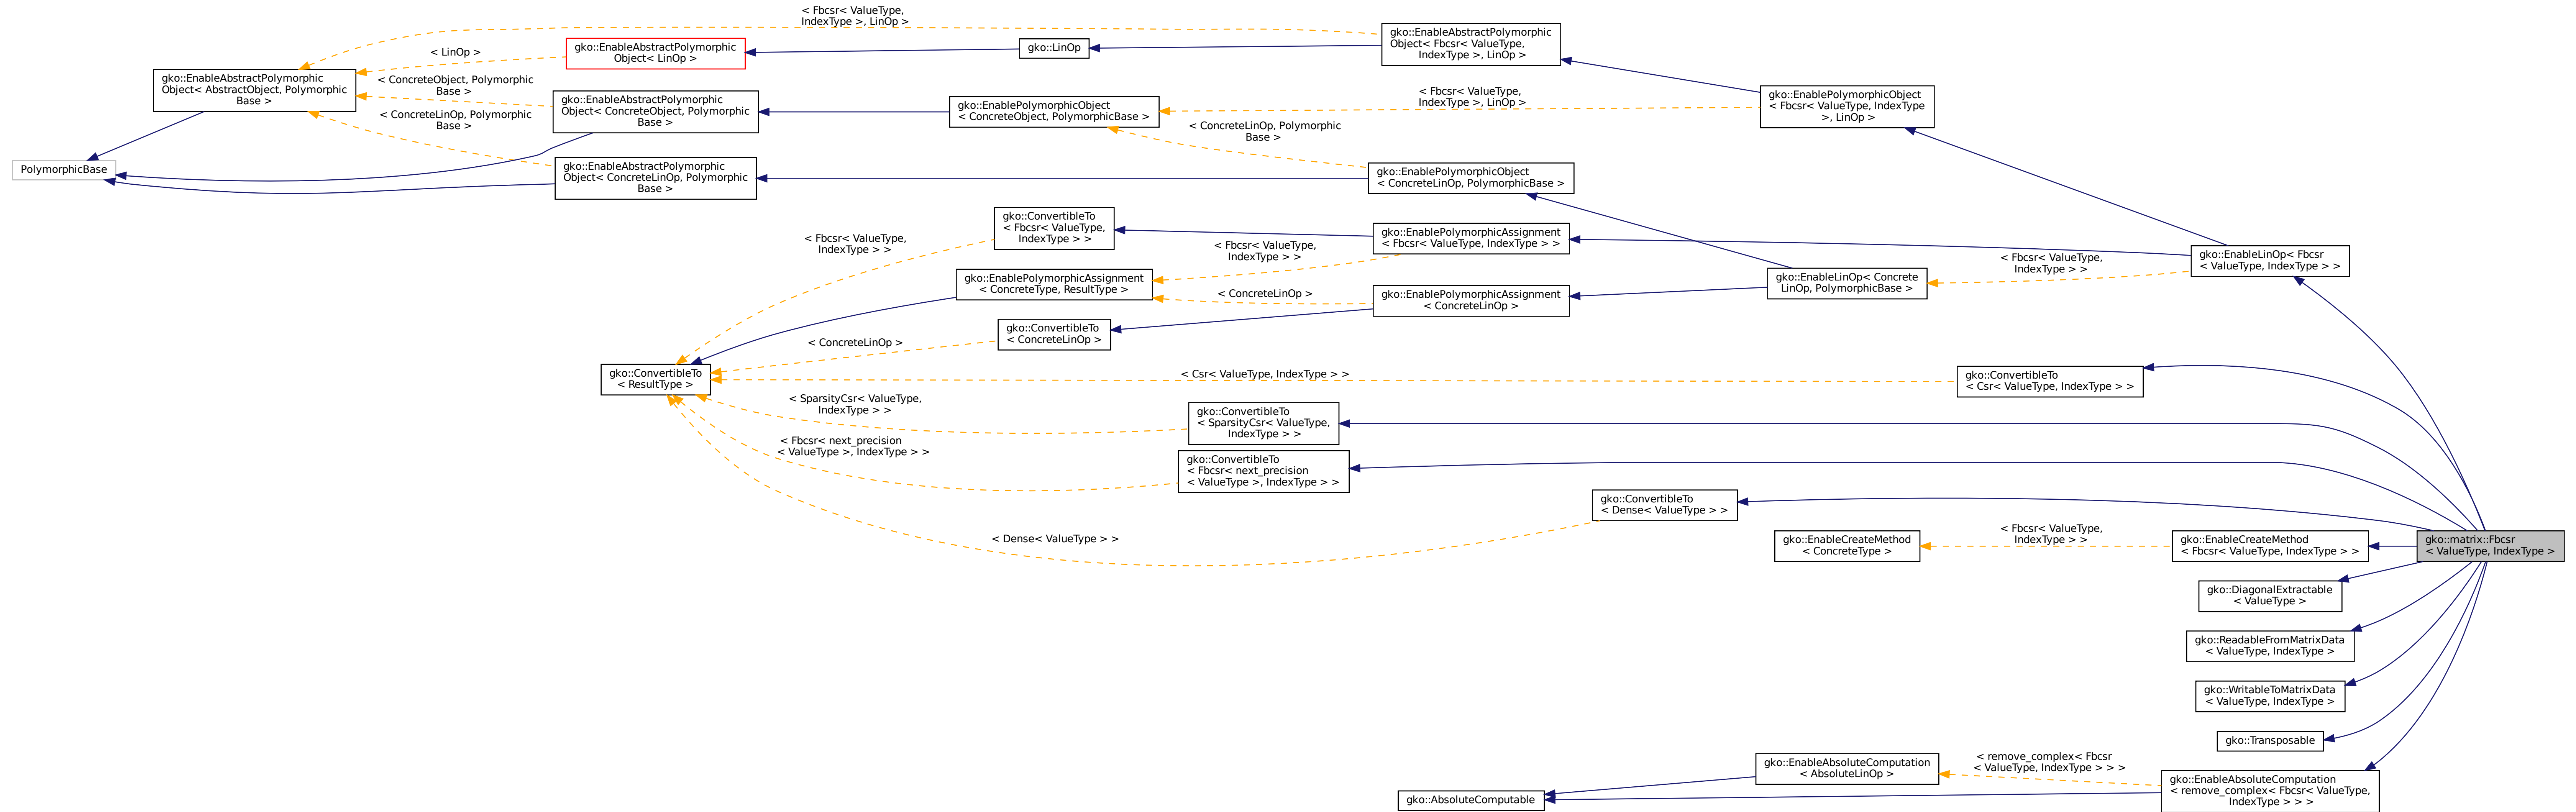 < Fbcsr< ValueType,
IndexType >, LinOp >
gko::EnableAbstractPolymorphic
Object< Fbcsr< ValueType,
IndexType >, LinOp >
gko::EnableAbstractPolymorphic
Object< LinOp >
gko::LinOp
< LinOp >
gko::EnableAbstractPolymorphic
Object< AbstractObject, Polymorphic
Base >
< ConcreteObject, Polymorphic
Base >
gko::EnableAbstractPolymorphic
Object< ConcreteObject, Polymorphic
Base >
gko::EnablePolymorphicObject
< ConcreteObject, PolymorphicBase >
< Fbcsr< ValueType,
IndexType >, LinOp >
gko::EnablePolymorphicObject
< Fbcsr< ValueType, IndexType
>, LinOp >
< ConcreteLinOp, Polymorphic
Base >
< ConcreteLinOp, Polymorphic
Base >
PolymorphicBase
gko::EnableAbstractPolymorphic
Object< ConcreteLinOp, Polymorphic
Base >
gko::EnablePolymorphicObject
< ConcreteLinOp, PolymorphicBase >
gko::ConvertibleTo
< Fbcsr< ValueType,
IndexType > >
gko::EnablePolymorphicAssignment
< Fbcsr< ValueType, IndexType > >
< Fbcsr< ValueType,
IndexType > >
< Fbcsr< ValueType,
IndexType > >
gko::EnableLinOp< Fbcsr
< ValueType, IndexType > >
< Fbcsr< ValueType,
IndexType > >
gko::EnablePolymorphicAssignment
< ConcreteType, ResultType >
gko::EnableLinOp< Concrete
LinOp, PolymorphicBase >
< ConcreteLinOp >
gko::EnablePolymorphicAssignment
< ConcreteLinOp >
gko::ConvertibleTo
< ConcreteLinOp >
< ConcreteLinOp >
gko::ConvertibleTo
< ResultType >
< Csr< ValueType, IndexType > >
gko::ConvertibleTo
< Csr< ValueType, IndexType > >
< SparsityCsr< ValueType,
IndexType > >
gko::ConvertibleTo
< SparsityCsr< ValueType,
IndexType > >
< Fbcsr< next_precision
< ValueType >, IndexType > >
gko::ConvertibleTo
< Fbcsr< next_precision
< ValueType >, IndexType > >
gko::ConvertibleTo
< Dense< ValueType > >
< Dense< ValueType > >
gko::EnableCreateMethod
< ConcreteType >
< Fbcsr< ValueType,
IndexType > >
gko::EnableCreateMethod
< Fbcsr< ValueType, IndexType > >
gko::matrix::Fbcsr
< ValueType, IndexType >
gko::DiagonalExtractable
< ValueType >
gko::ReadableFromMatrixData
< ValueType, IndexType >
gko::WritableToMatrixData
< ValueType, IndexType >
gko::Transposable
gko::EnableAbsoluteComputation
< AbsoluteLinOp >
< remove_complex< Fbcsr
< ValueType, IndexType > > >
gko::EnableAbsoluteComputation
< remove_complex< Fbcsr< ValueType,
IndexType > > >
gko::AbsoluteComputable